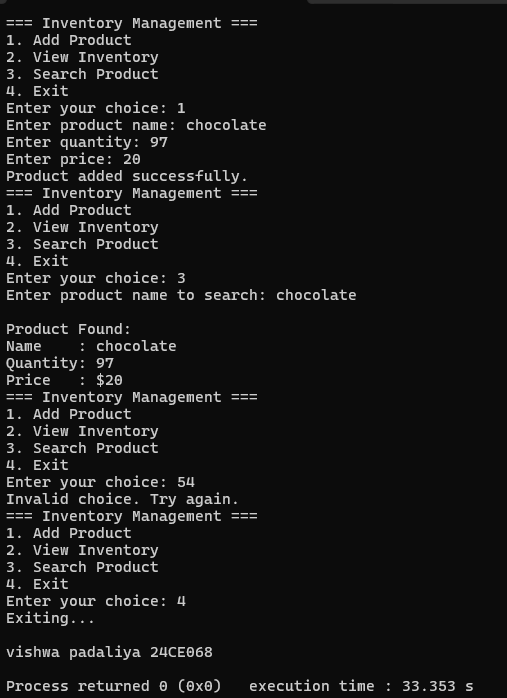 === Inventory Management ===
1. Add Product
2. View Inventory
3. Search Product
4. Exit
Enter your choice: 1
Enter product name: chocolate
Enter quantity: 97
Enter price: 20
Product added successfully.
=== Inventory Management ===
1. Add Product
2. View Inventory
3. Search Product
4. Exit
Enter your choice: 3
Enter product name to search: chocolate

Product Found:
Name    : chocolate
Quantity: 97
Price   : $20
=== Inventory Management ===
1. Add Product
2. View Inventory
3. Search Product
4. Exit
Enter your choice: 54
Invalid choice. Try again.
=== Inventory Management ===
1. Add Product
2. View Inventory
3. Search Product
4. Exit
Enter your choice: 4
Exiting...

vishwa padaliya 24CE068

Process returned 0 (0x0)   execution time : 33.353 s